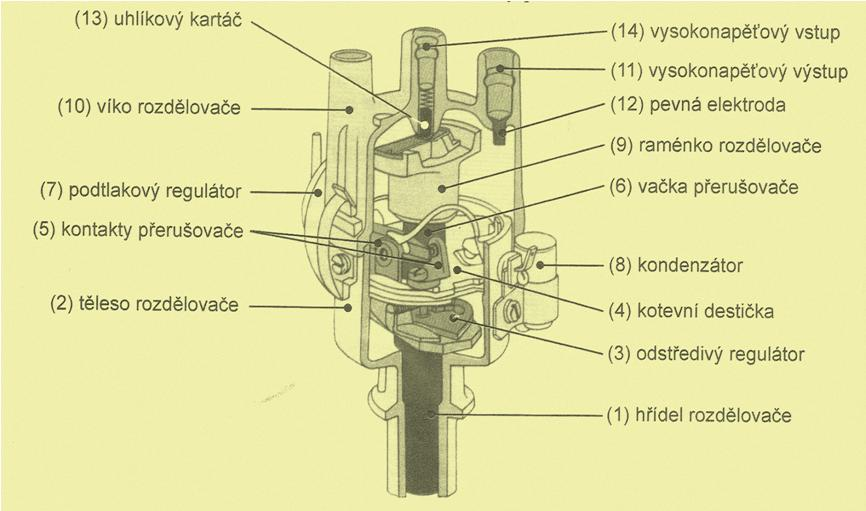 (13) uhlíkový kartáč
(14) vysokonapěťový vstup
(11) vysokonapěťový výstup
(10) víko rozdělovače
(12) pevná elektroda
(9) raménko rozdělovače
(7) podtlakový regulátor
(6) vačka přerušovače
(5) kontakty přerušovače
(8) kondenzátor
(2) těleso rozdělovače
(4) kotevní destička
(3) odstředivý regulátor
(1) hřídel rozdělovače